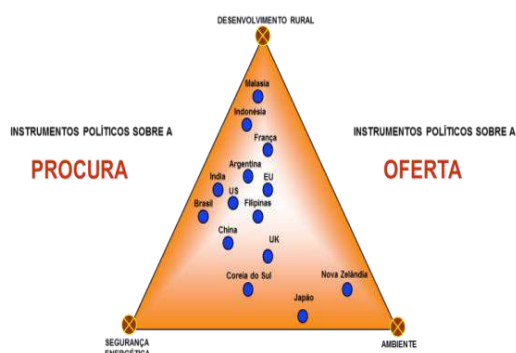 DESENVOLVIMENTO RURAL
Malasia
Indonésia
INSTRUMENTOS POLÍTICOS SOBRE A
PROCURA
INSTRUMENTOS POLÍTICOS SOBRE A
OFERTA
França
Argentina
India
EU
US
Brasil
Filipinas
China
UK
Coreia do Sul
Nova Zelândia
Japão
SEGURANÇA
ENERGÉTICA
AMBIENTE